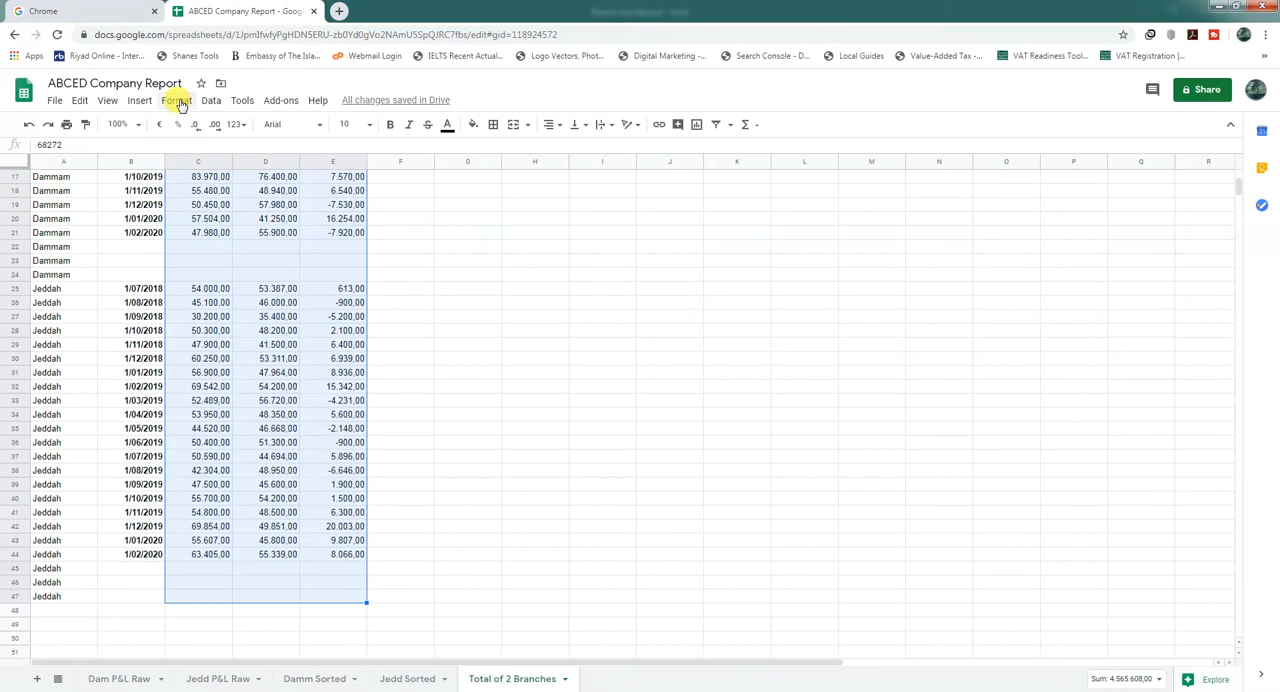 Chrome
ABCED Company Report - Goog
docs.google.com/spreadsheets/d/1JpmIfwfyPgHDN5ERU-zb0Yd0gVo2NAmU5SpQJRC7fbs/edit#gid=118924572
Apps Riyad Online - Inter... Shanes Tools Embassy of The Isla... Webmail Login IELTS Recent Actual... Logo Vectors, Phot... Digital Marketing -... Search Console - D... Local Guides Value-Added Tax -... VAT Readiness Tool... VAT Registration |... »
ABCED Company Report
File Edit View Insert Format Data Tools Add-ons Help All changes saved in Drive
Share
100% € % .0 .00 123 Arial 10 B I S A Σ
fx 68272
A B C D E F G H I J K L M N O P Q R
17 Dammam 1/10/2019 83.970,00 76.400,00 7.570,00
18 Dammam 1/11/2019 55.480,00 48.940,00 6.540,00
19 Dammam 1/12/2019 50.450,00 57.980,00 -7.530,00
20 Dammam 1/01/2020 57.504,00 41.250,00 16.254,00
21 Dammam 1/02/2020 47.980,00 55.900,00 -7.920,00
22 Dammam
23 Dammam
24 Dammam
25 Jeddah 1/07/2018 54.000,00 53.387,00 613,00
26 Jeddah 1/08/2018 45.100,00 46.000,00 -900,00
27 Jeddah 1/09/2018 30.200,00 35.400,00 -5.200,00
28 Jeddah 1/10/2018 50.300,00 48.200,00 2.100,00
29 Jeddah 1/11/2018 47.900,00 41.500,00 6.400,00
30 Jeddah 1/12/2018 60.250,00 53.311,00 6.939,00
31 Jeddah 1/01/2019 56.900,00 47.964,00 8.936,00
32 Jeddah 1/02/2019 69.542,00 54.200,00 15.342,00
33 Jeddah 1/03/2019 52.489,00 56.720,00 -4.231,00
34 Jeddah 1/04/2019 53.950,00 48.350,00 5.600,00
35 Jeddah 1/05/2019 44.520,00 46.668,00 -2.148,00
36 Jeddah 1/06/2019 50.400,00 51.300,00 -900,00
37 Jeddah 1/07/2019 50.590,00 44.694,00 5.896,00
38 Jeddah 1/08/2019 42.304,00 48.950,00 -6.646,00
39 Jeddah 1/09/2019 47.500,00 45.600,00 1.900,00
40 Jeddah 1/10/2019 55.700,00 54.200,00 1.500,00
41 Jeddah 1/11/2019 54.800,00 48.500,00 6.300,00
42 Jeddah 1/12/2019 69.854,00 49.851,00 20.003,00
43 Jeddah 1/01/2020 55.607,00 45.800,00 9.807,00
44 Jeddah 1/02/2020 63.405,00 55.339,00 8.066,00
45 Jeddah
46 Jeddah
47 Jeddah
48
49
50
51
Dam P&L Raw Jedd P&L Raw Damm Sorted Jedd Sorted Total of 2 Branches Sum: 4.565.608,00 Explore